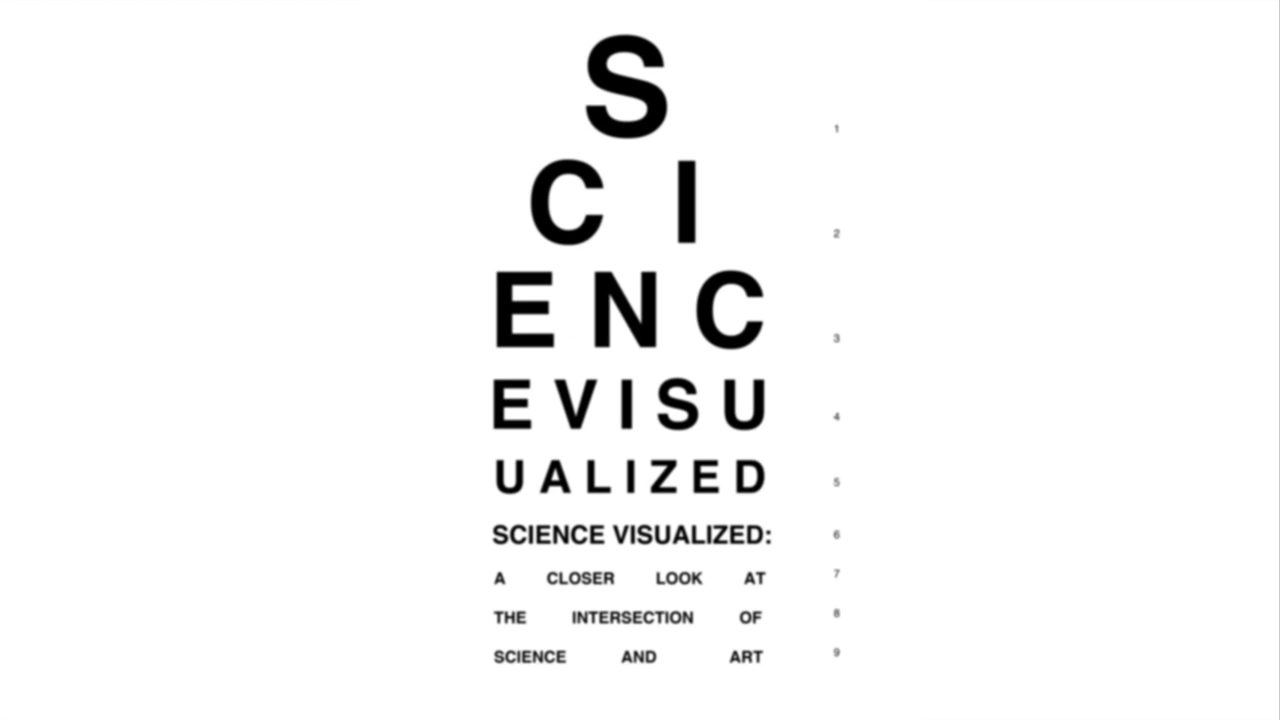 S 1
C I 2
E N C 3
E V I S U 4
U A L I Z E D 5
SCIENCE VISUALIZED: 6
A CLOSER LOOK AT 7
THE INTERSECTION OF 8
SCIENCE AND ART 9